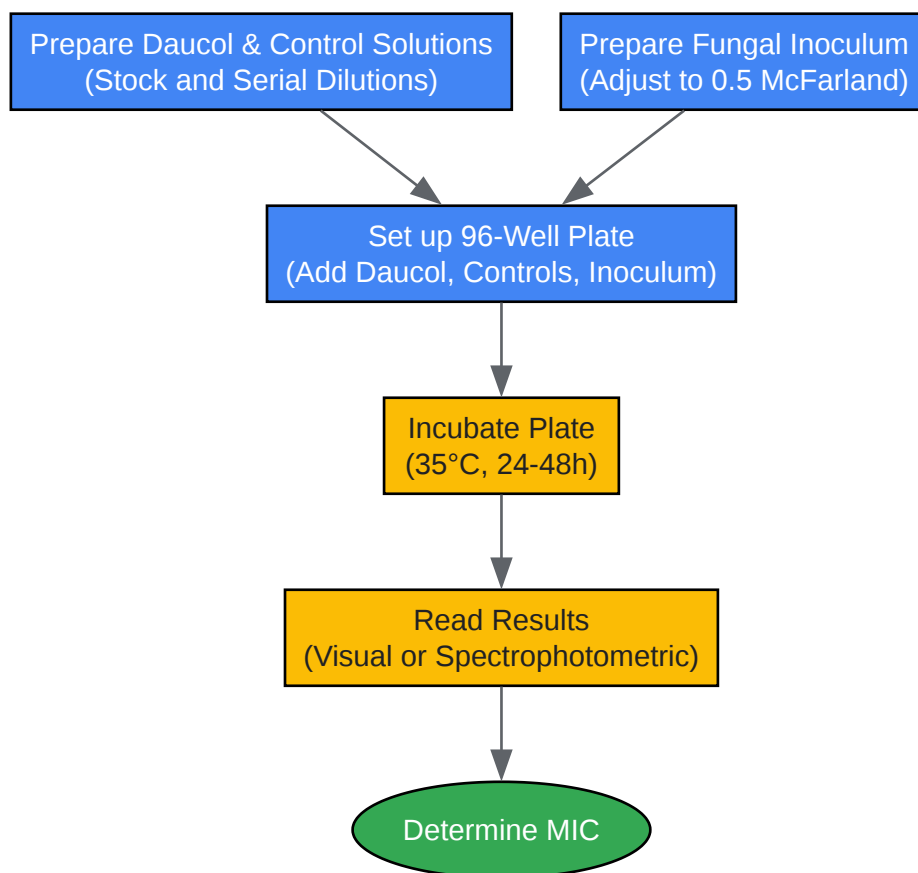 Prepare Daucol & Control Solutions
(Stock and Serial Dilutions)
Prepare Fungal Inoculum
(Adjust to 0.5 McFarland)
Set up 96-Well Plate
(Add Daucol, Controls, Inoculum)
Incubate Plate
(35°C, 24-48h)
Read Results
(Visual or Spectrophotometric)
Determine MIC